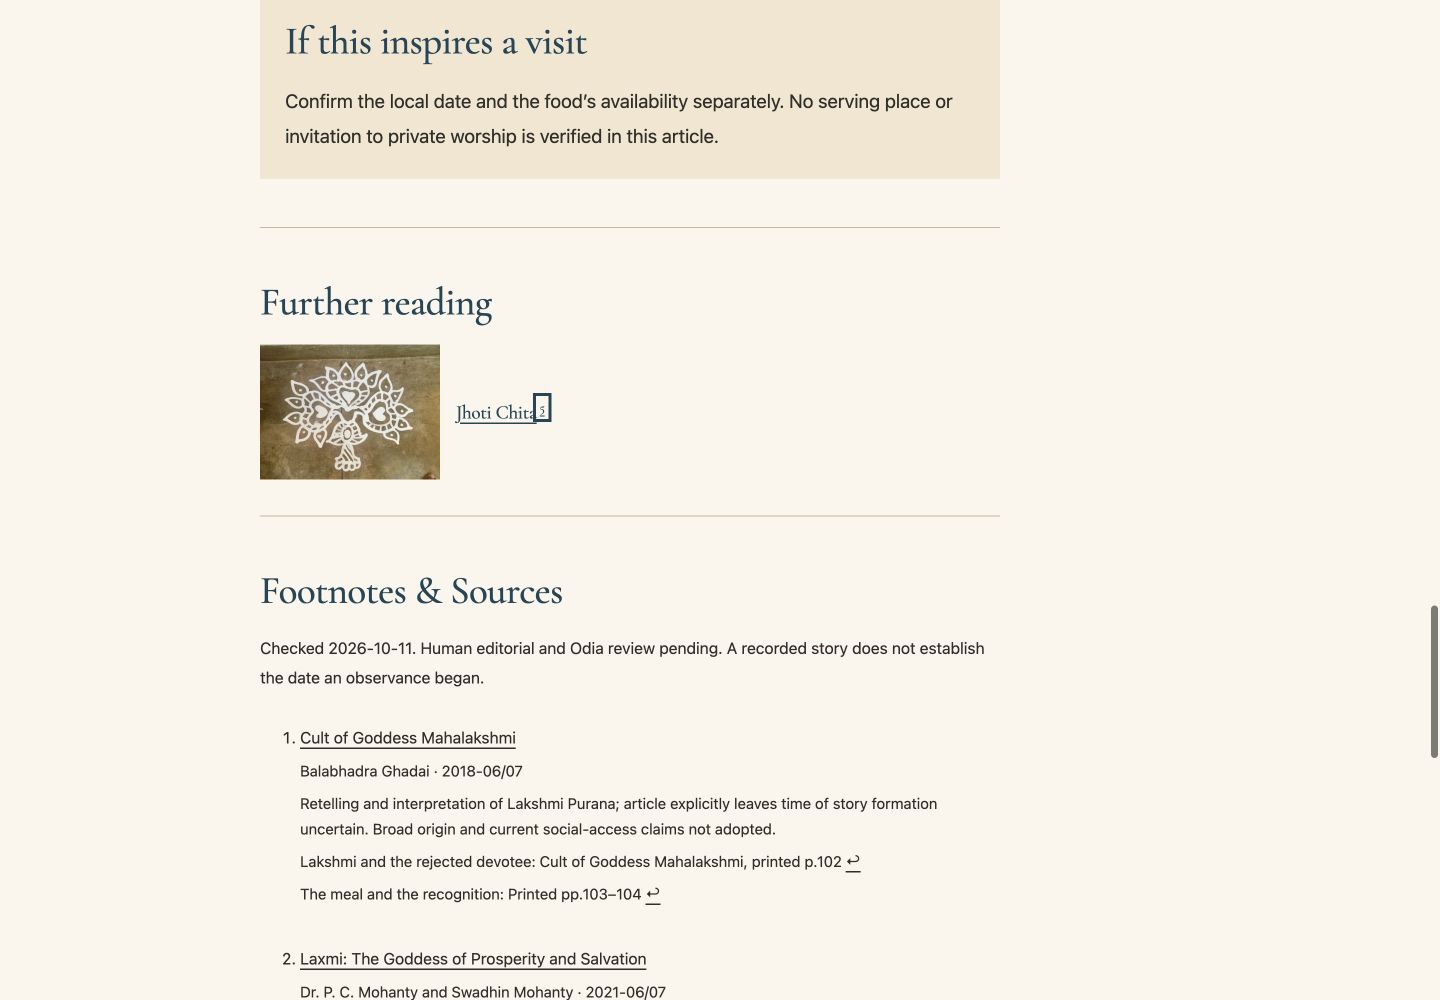 If this inspires a visit
Confirm the local date and the food’s availability separately. No serving place or
invitation to private worship is verified in this article.
Further reading
Jhoti Chita 5
Footnotes & Sources
Checked 2026-10-11. Human editorial and Odia review pending. A recorded story does not establish
the date an observance began.
1. Cult of Goddess Mahalakshmi
Balabhadra Ghadai · 2018-06/07
Retelling and interpretation of Lakshmi Purana; article explicitly leaves time of story formation
uncertain. Broad origin and current social-access claims not adopted.
Lakshmi and the rejected devotee: Cult of Goddess Mahalakshmi, printed p.102 ↩
The meal and the recognition: Printed pp.103–104 ↩
2. Laxmi: The Goddess of Prosperity and Salvation
Dr. P. C. Mohanty and Swadhin Mohanty · 2021-06/07